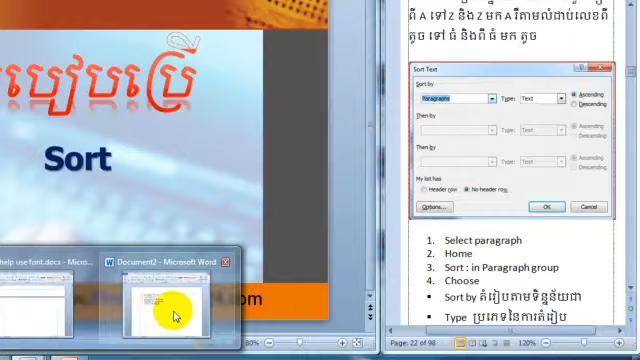 របៀបប្រើ
Sort
help use font.docx - Micro...
Document2 - Microsoft Word
om
80%
ពី A ទៅ Z និង Z មក A រឺតាមលំដាប់លេខពី
តូច ទៅ ធំ និងពី ធំ មក តូច
Sort Text
Sort by
Paragraphs
Type:
Text
Ascending
Descending
Then by
Type:
Text
Ascending
Descending
Then by
Type:
Text
Ascending
Descending
My list has
Header row
No header row
Options...
OK
Cancel
1. Select paragraph
2. Home
3. Sort : in Paragraph group
4. Choose
▪ Sort by តំរៀបតាមទិន្នន័យជា
▪ Type ប្រភេទនៃការតំរៀប
Page: 22 of 98
120%